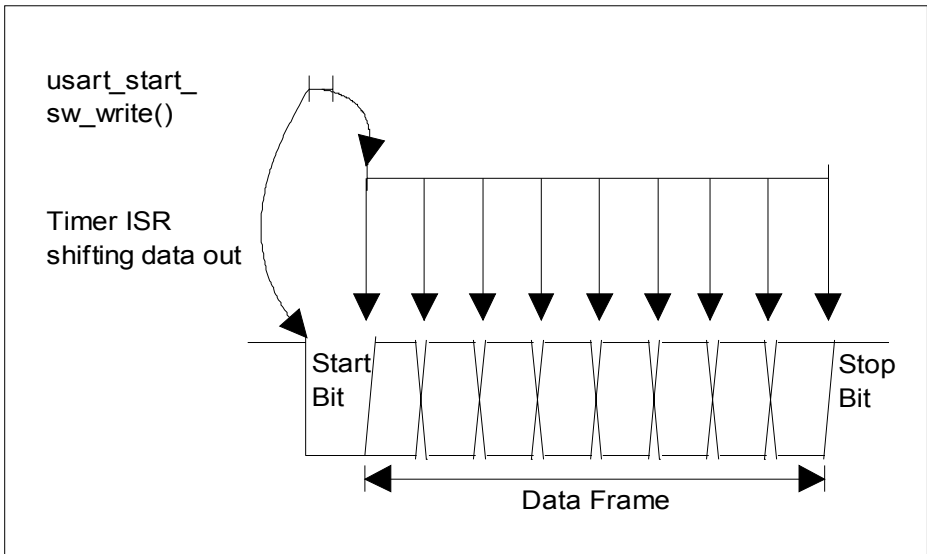 usart_start_
sw_write()
Timer ISR
shifting data out
Start
Bit
Stop
Bit
Data Frame